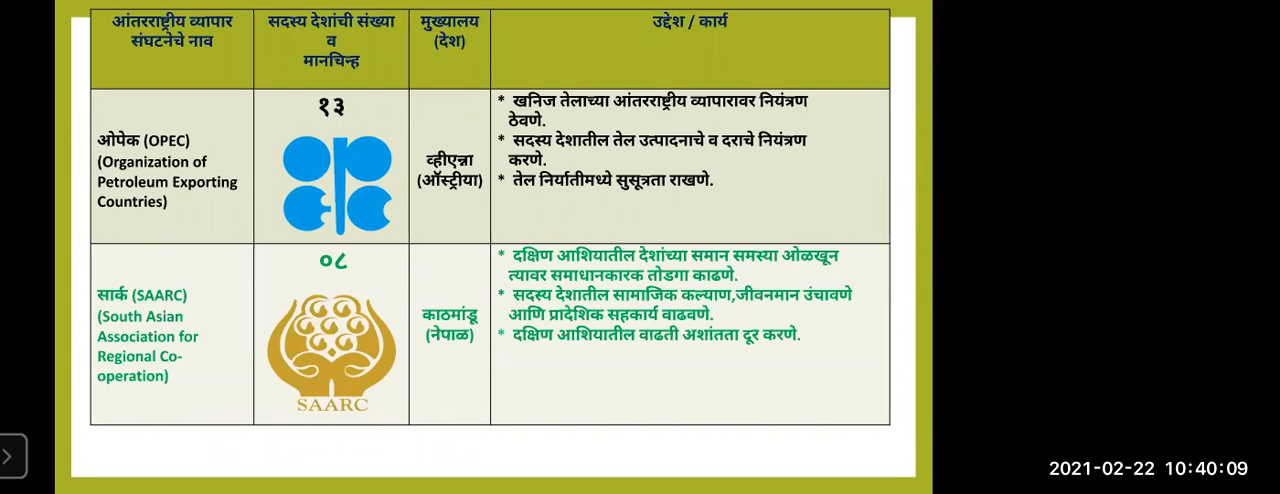 आंतरराष्ट्रीय व्यापार
संघटनेचे नाव
सदस्य देशांची संख्या
व
मानचिन्ह
मुख्यालय
(देश)
उद्देश / कार्य
ओपेक (OPEC)
(Organization of
Petroleum Exporting
Countries)
१३
व्हीएन्ना
(ऑस्ट्रीया)
* खनिज तेलाच्या आंतरराष्ट्रीय व्यापारावर नियंत्रण
ठेवणे.
* सदस्य देशातील तेल उत्पादनाचे व दराचे नियंत्रण
करणे.
* तेल निर्यातीमध्ये सुसूत्रता राखणे.
सार्क (SAARC)
(South Asian
Association for
Regional Co-
operation)
०८
SAARC
काठमांडू
(नेपाळ)
* दक्षिण आशियातील देशांच्या समान समस्या ओळखून
त्यावर समाधानकारक तोडगा काढणे.
* सदस्य देशातील सामाजिक कल्याण,जीवनमान उंचावणे
आणि प्रादेशिक सहकार्य वाढवणे.
* दक्षिण आशियातील वाढती अशांतता दूर करणे.
2021-02-22 10:40:09